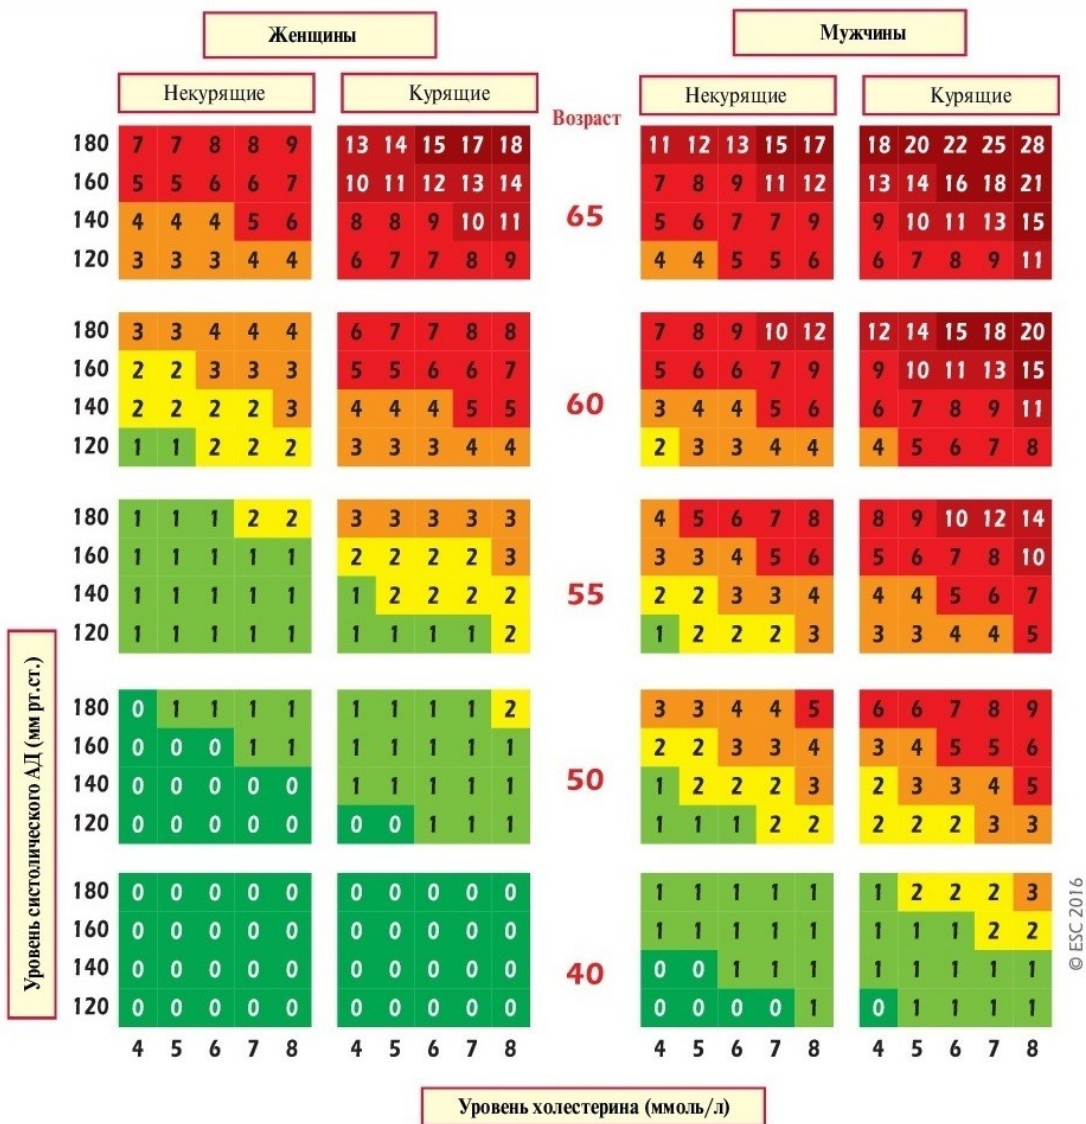 Женщины Мужчины
Некурящие Курящие Некурящие Курящие
Возраст
180 7 7 8 8 9 13 14 15 17 18 11 12 13 15 17 18 20 22 25 28
160 5 5 6 6 7 10 11 12 13 14 7 8 9 11 12 13 14 16 18 21
65
140 4 4 4 5 6 8 8 9 10 11 5 6 7 7 9 9 10 11 13 15
120 3 3 3 4 4 6 7 7 8 9 4 4 5 5 6 6 7 8 9 11
180 3 3 4 4 4 6 7 7 8 8 7 8 9 10 12 12 14 15 18 20
160 2 2 3 3 3 5 5 6 6 7 5 6 6 7 9 9 10 11 13 15
60
140 2 2 2 2 3 4 4 4 5 5 3 4 4 5 6 6 7 8 9 11
120 1 1 2 2 2 3 3 3 4 4 2 3 3 4 4 4 5 6 7 8
180 1 1 1 2 2 3 3 3 3 3 4 5 6 7 8 8 9 10 12 14
160 1 1 1 1 1 2 2 2 2 3 3 3 4 5 6 5 6 7 8 10
55
140 1 1 1 1 1 1 2 2 2 2 2 2 3 3 4 4 4 5 6 7
120 1 1 1 1 1 1 1 1 1 2 1 2 2 2 3 3 3 4 4 5
180 0 1 1 1 1 1 1 1 1 2 3 3 4 4 5 6 6 7 8 9
160 0 0 0 1 1 1 1 1 1 1 2 2 3 3 4 3 4 5 5 6
50
140 0 0 0 0 0 1 1 1 1 1 1 2 2 2 3 2 3 3 4 5
120 0 0 0 0 0 0 0 1 1 1 1 1 1 2 2 2 2 2 3 3
180 0 0 0 0 0 0 0 0 0 0 1 1 1 1 1 1 2 2 2 3
160 0 0 0 0 0 0 0 0 0 0 1 1 1 1 1 1 1 1 2 2
40
140 0 0 0 0 0 0 0 0 0 0 0 0 1 1 1 1 1 1 1 1
120 0 0 0 0 0 0 0 0 0 0 0 0 0 0 1 0 1 1 1 1
4 5 6 7 8 4 5 6 7 8 4 5 6 7 8 4 5 6 7 8
Уровень систолического АД (мм рт.ст.)
Уровень холестерина (ммоль/л)
© ESC 2016